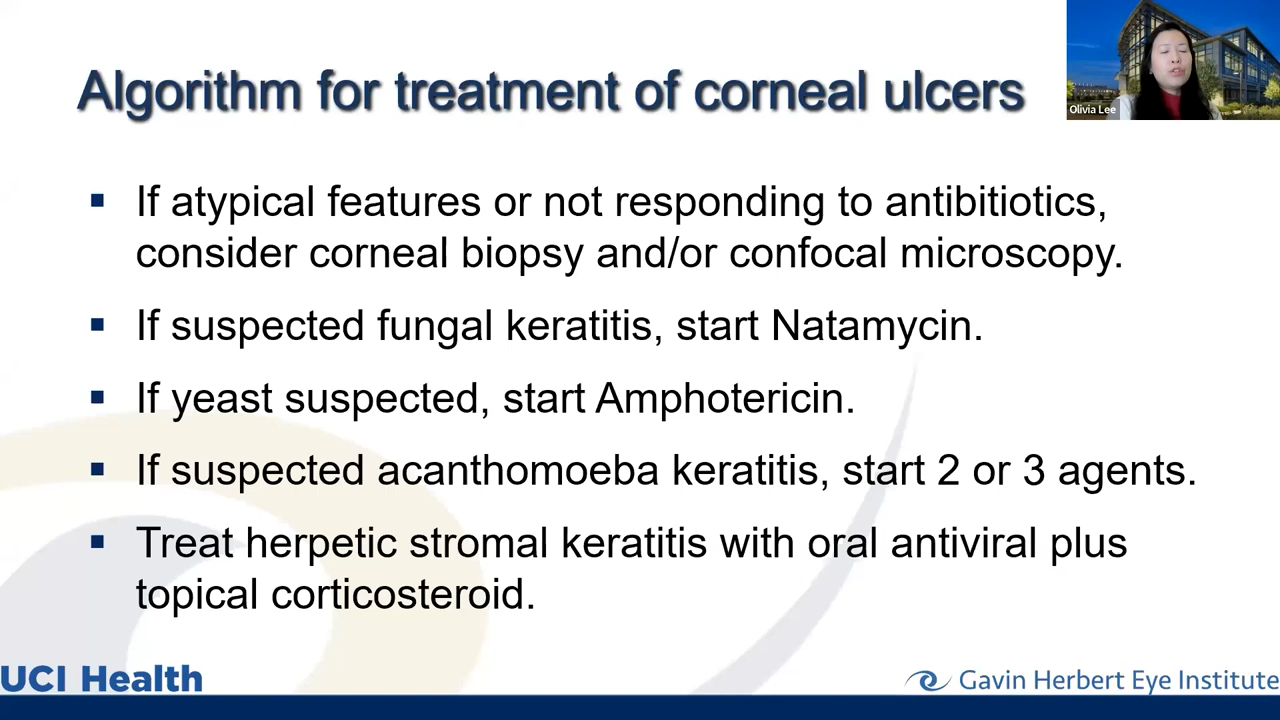 Algorithm for treatment of corneal ulcers
Olivia Lee
If atypical features or not responding to antibitiotics,
consider corneal biopsy and/or confocal microscopy.
If suspected fungal keratitis, start Natamycin.
If yeast suspected, start Amphotericin.
If suspected acanthomoeba keratitis, start 2 or 3 agents.
Treat herpetic stromal keratitis with oral antiviral plus
topical corticosteroid.
UCI Health
Gavin Herbert Eye Institute